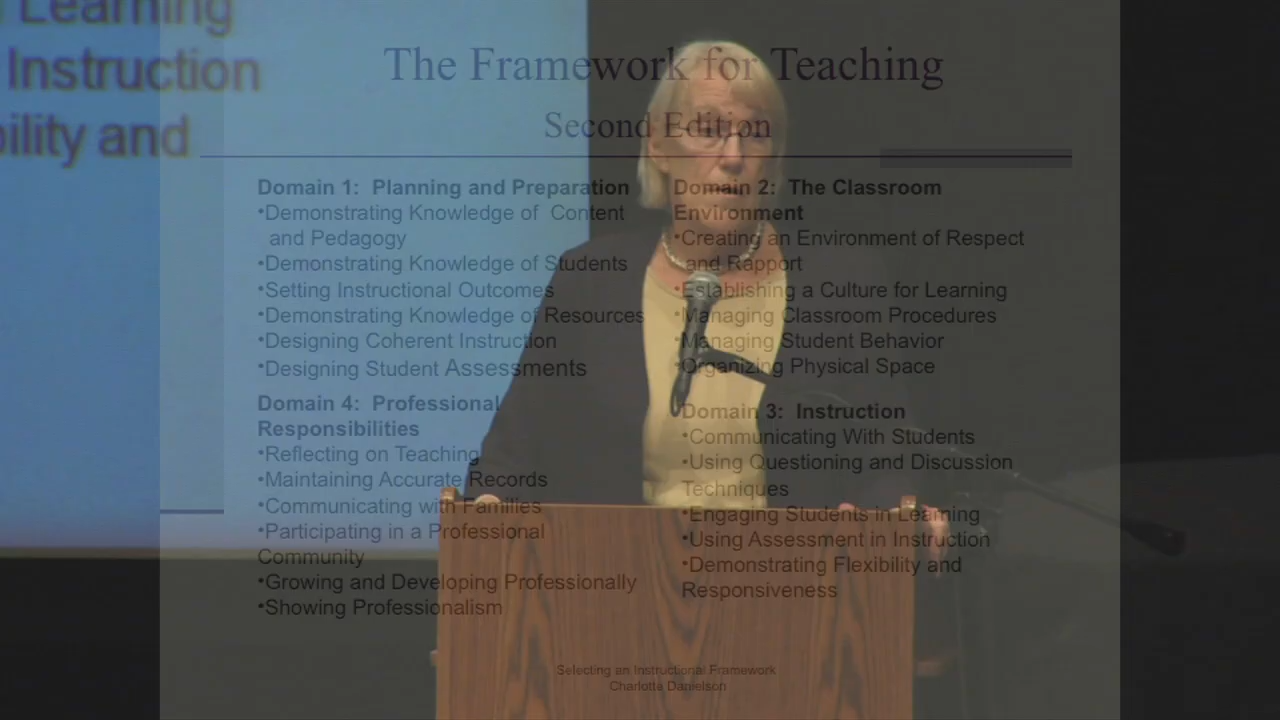 Learning
Instruction
bility and
The Framework for Teaching
Second Edition
Domain 1: Planning and Preparation
•Demonstrating Knowledge of Content
and Pedagogy
•Demonstrating Knowledge of Students
•Setting Instructional Outcomes
•Demonstrating Knowledge of Resources
•Designing Coherent Instruction
•Designing Student Assessments
Domain 4: Professional
Responsibilities
•Reflecting on Teaching
•Maintaining Accurate Records
•Communicating with Families
•Participating in a Professional
Community
•Growing and Developing Professionally
•Showing Professionalism
Domain 2: The Classroom
Environment
•Creating an Environment of Respect
and Rapport
•Establishing a Culture for Learning
•Managing Classroom Procedures
•Managing Student Behavior
•Organizing Physical Space
Domain 3: Instruction
•Communicating With Students
•Using Questioning and Discussion
Techniques
•Engaging Students in Learning
•Using Assessment in Instruction
•Demonstrating Flexibility and
Responsiveness
Selecting an Instructional Framework
Charlotte Danielson